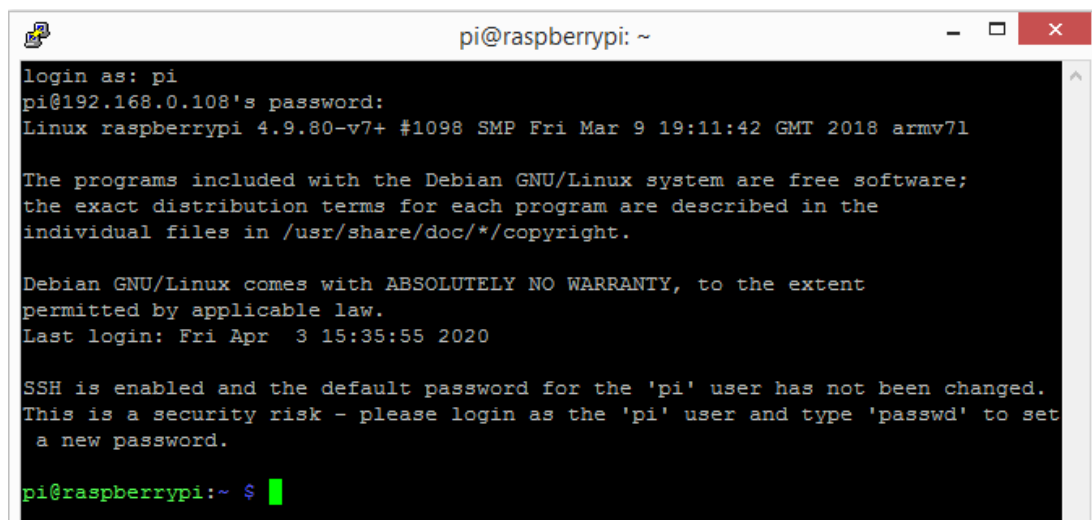 pi@raspberrypi: ~
login as: pi
pi@192.168.0.108's password:
Linux raspberrypi 4.9.80-v7+ #1098 SMP Fri Mar 9 19:11:42 GMT 2018 armv7l

The programs included with the Debian GNU/Linux system are free software;
the exact distribution terms for each program are described in the
individual files in /usr/share/doc/*/copyright.

Debian GNU/Linux comes with ABSOLUTELY NO WARRANTY, to the extent
permitted by applicable law.
Last login: Fri Apr  3 15:35:55 2020

SSH is enabled and the default password for the 'pi' user has not been changed.
This is a security risk - please login as the 'pi' user and type 'passwd' to set
 a new password.

pi@raspberrypi:~ $